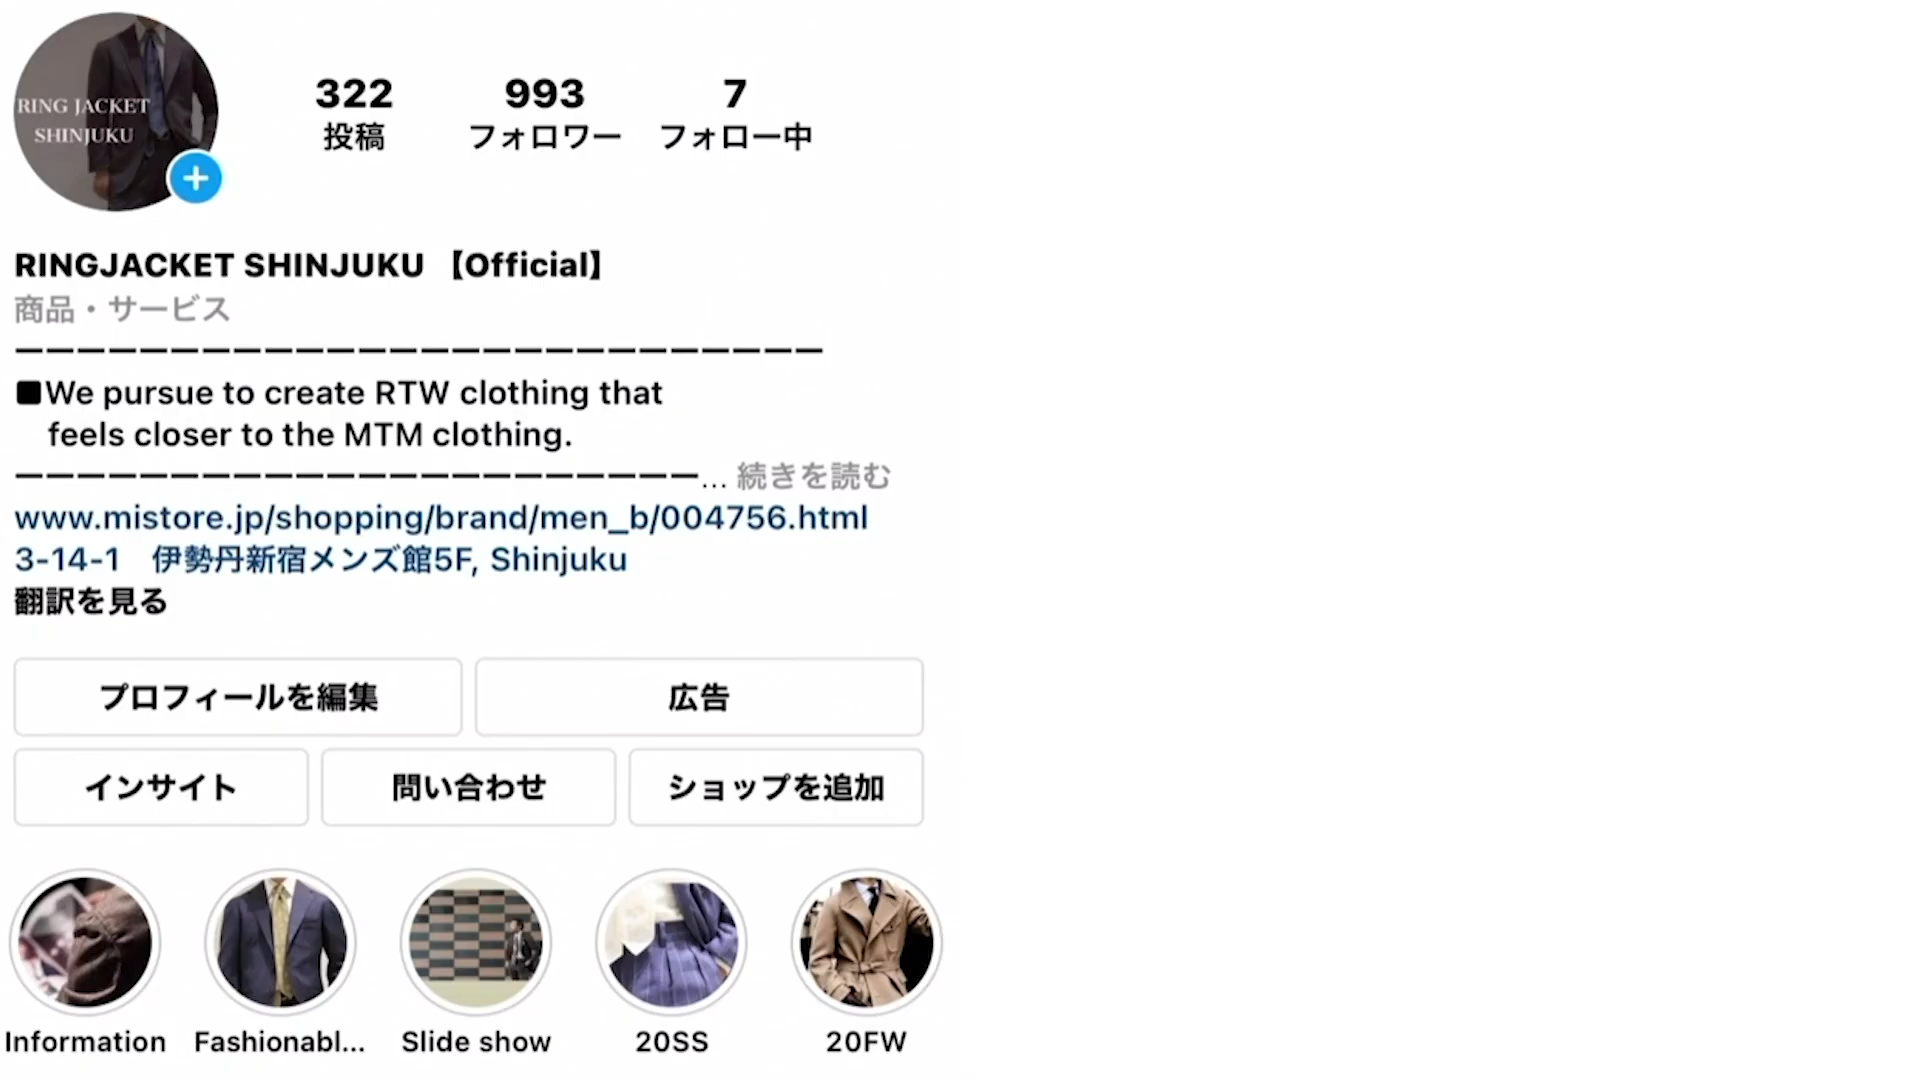 RING JACKET
SHINJUKU
322
投稿
993
フォロワー
7
フォロー中
RINGJACKET SHINJUKU 【Official】
商品・サービス
ーーーーーーーーーーーーーーーーーーーーーーーーーー
■We pursue to create RTW clothing that
feels closer to the MTM clothing.
ーーーーーーーーーーーーーーーーーーーーーー... 続きを読む
www.mistore.jp/shopping/brand/men_b/004756.html
3-14-1　伊勢丹新宿メンズ館5F, Shinjuku
翻訳を見る
プロフィールを編集
広告
インサイト
問い合わせ
ショップを追加
Information
Fashionabl...
Slide show
20SS
20FW